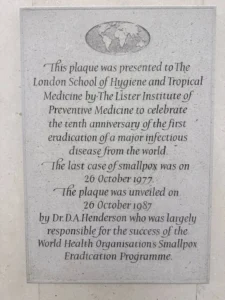 This plaque was presented to The
London School of Hygiene and Tropical
Medicine by The Lister Institute of
Preventive Medicine to celebrate
the tenth anniversary of the first
eradication of a major infectious
disease from the world.
The last case of smallpox was on
26 October 1977.
The plaque was unveiled on
26 October 1987
by Dr. D.A. Henderson who was largely
responsible for the success of the
World Health Organisations Smallpox
Eradication Programme.